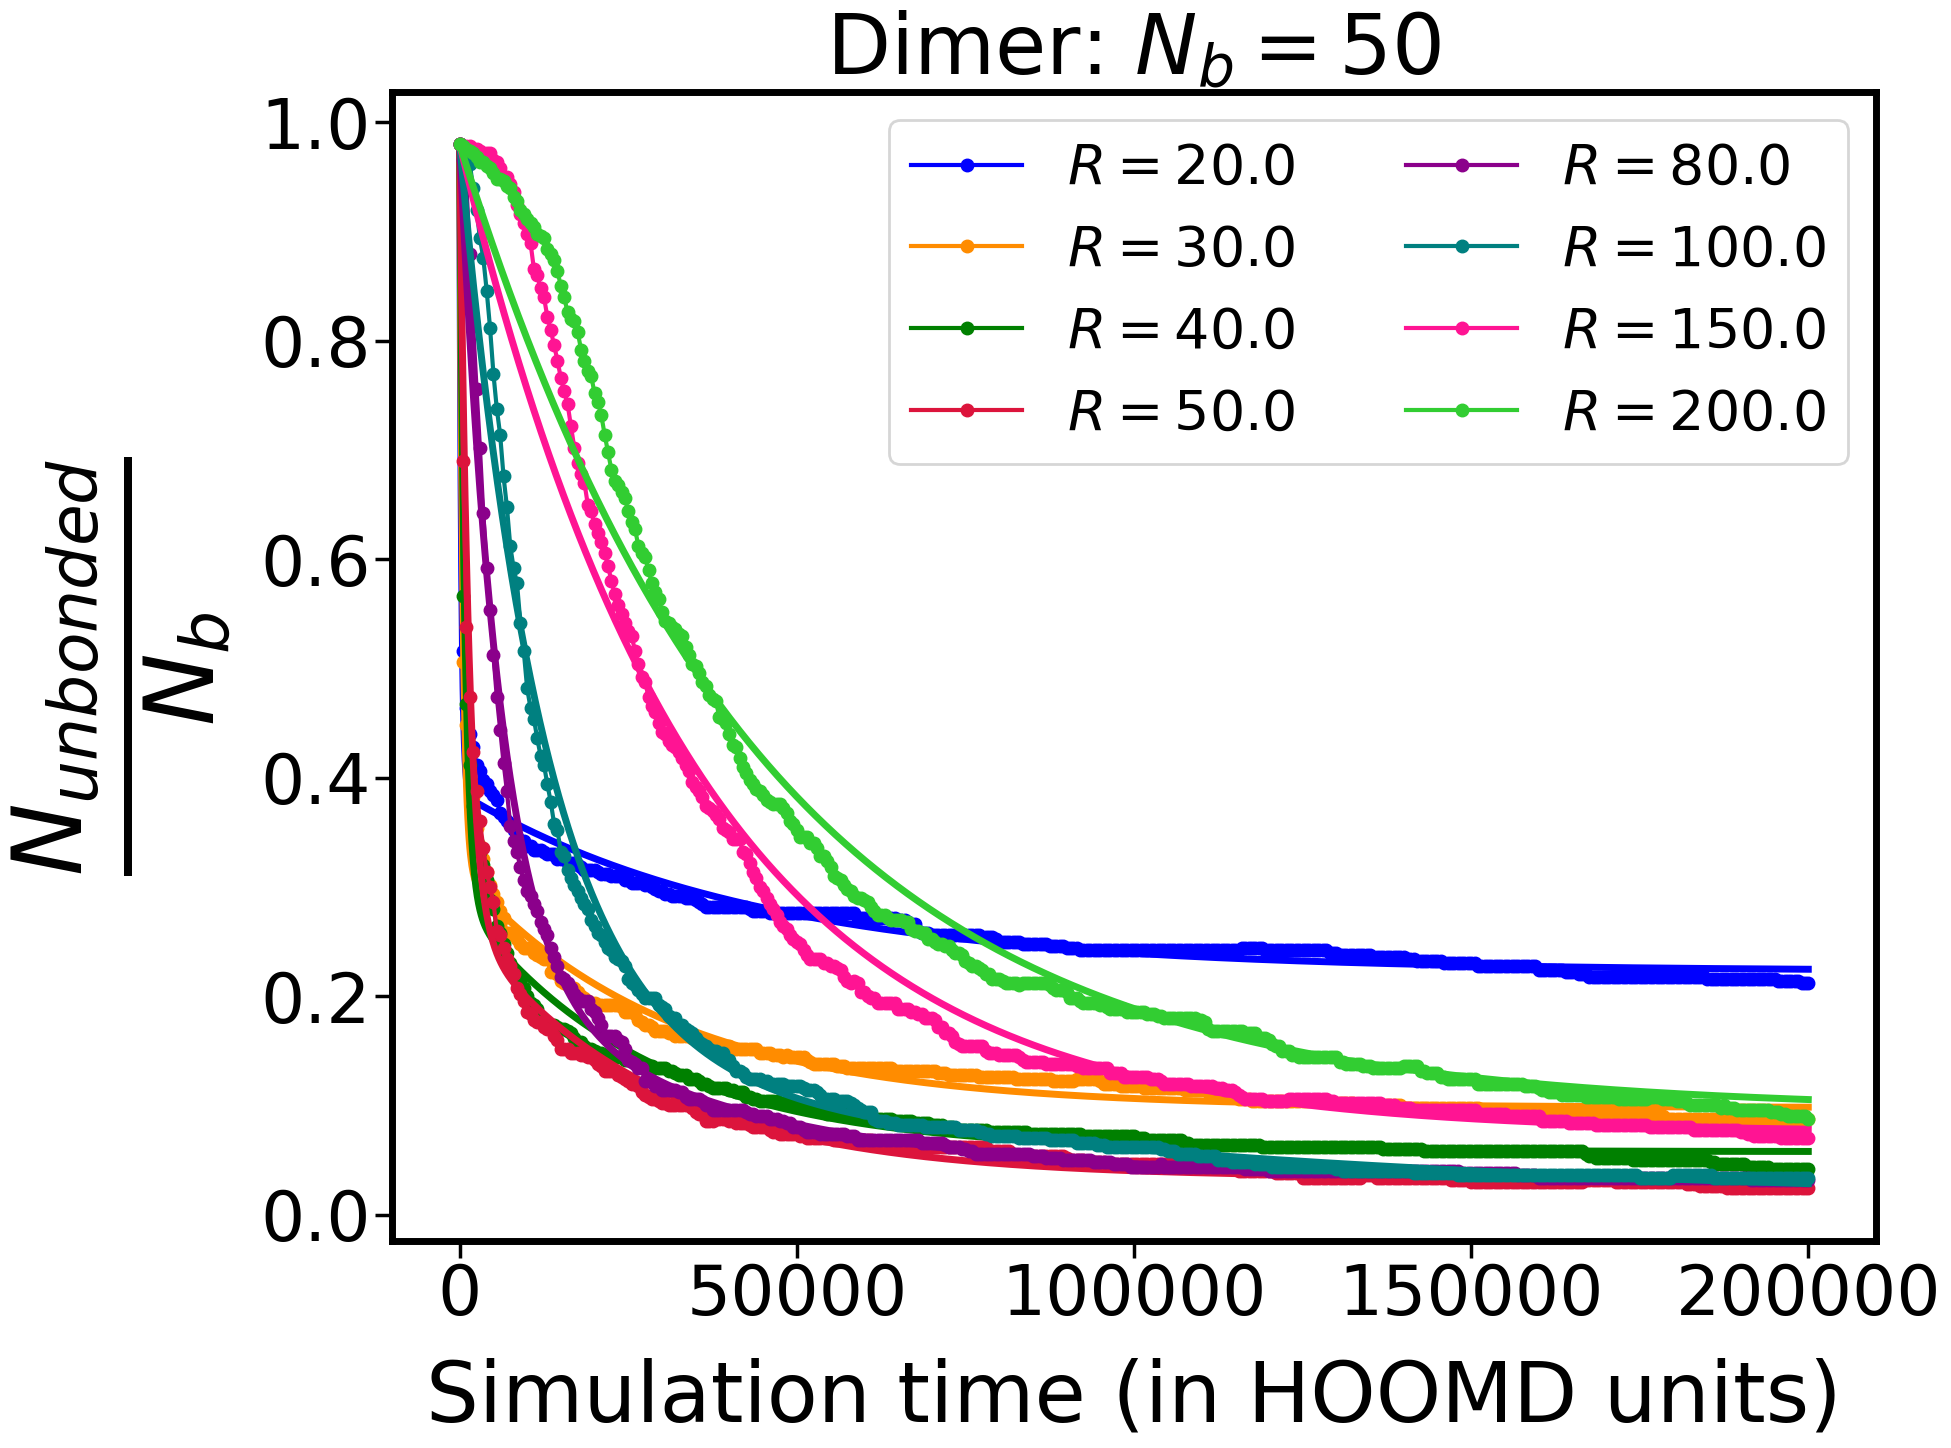 Dimer: N_b = 50
N_unbonded
N_b
1.0
0.8
0.6
0.4
0.2
0.0
R = 20.0
R = 30.0
R = 40.0
R = 50.0
R = 80.0
R = 100.0
R = 150.0
R = 200.0
0 50000 100000 150000 200000
Simulation time (in HOOMD units)